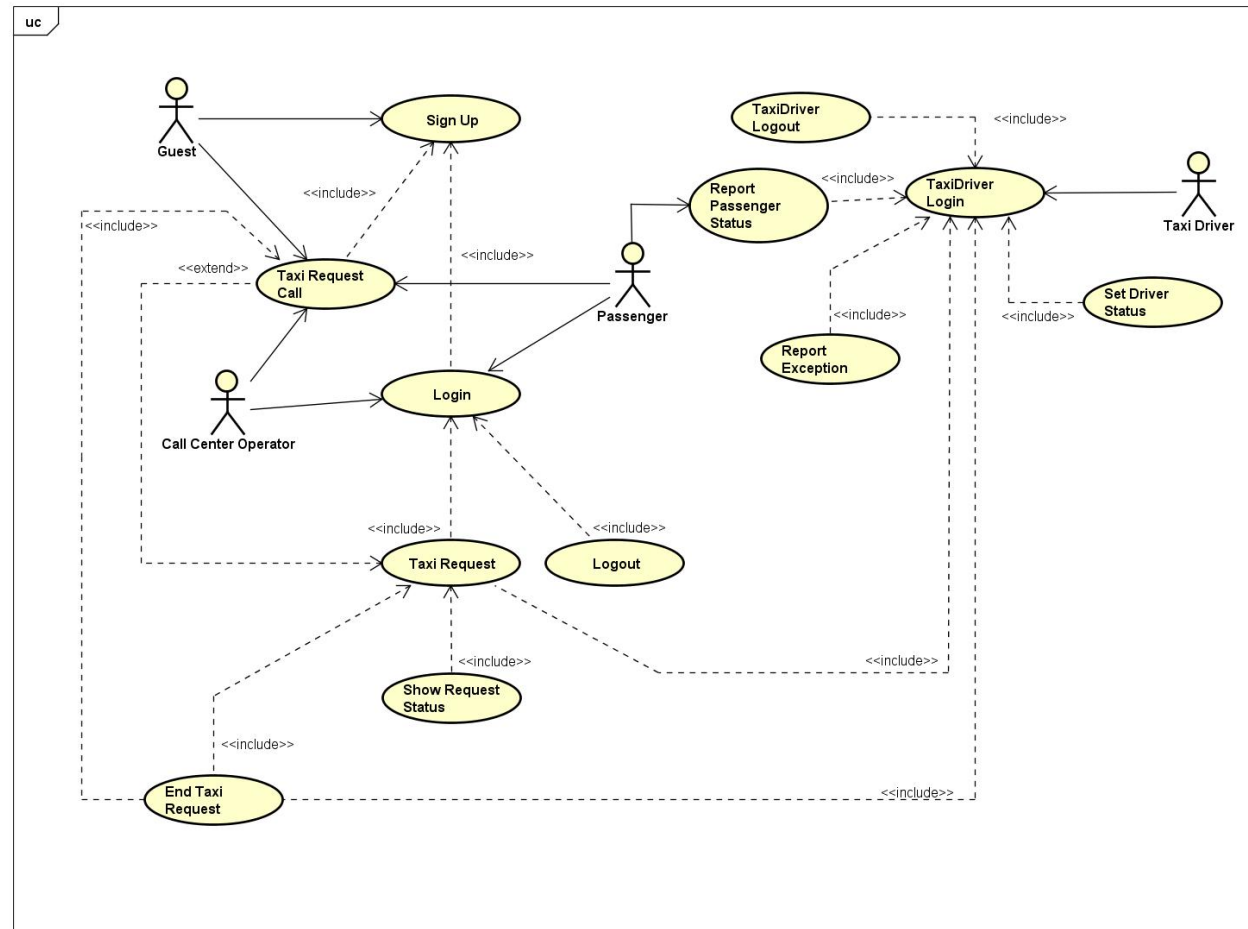 uc
Guest
Sign Up
TaxiDriver
Logout
<<include>>
<<include>>
<<include>>
Report
Passenger
Status
TaxiDriver
Login
Taxi Driver
<<include>>
<<extend>>
<<include>>
Taxi Request
Call
Passenger
Set Driver
Status
<<include>>
<<include>>
Report
Exception
Login
Call Center Operator
<<include>>
<<include>>
Taxi Request
Logout
<<include>>
<<include>>
Show Request
Status
<<include>>
End Taxi
Request
<<include>>